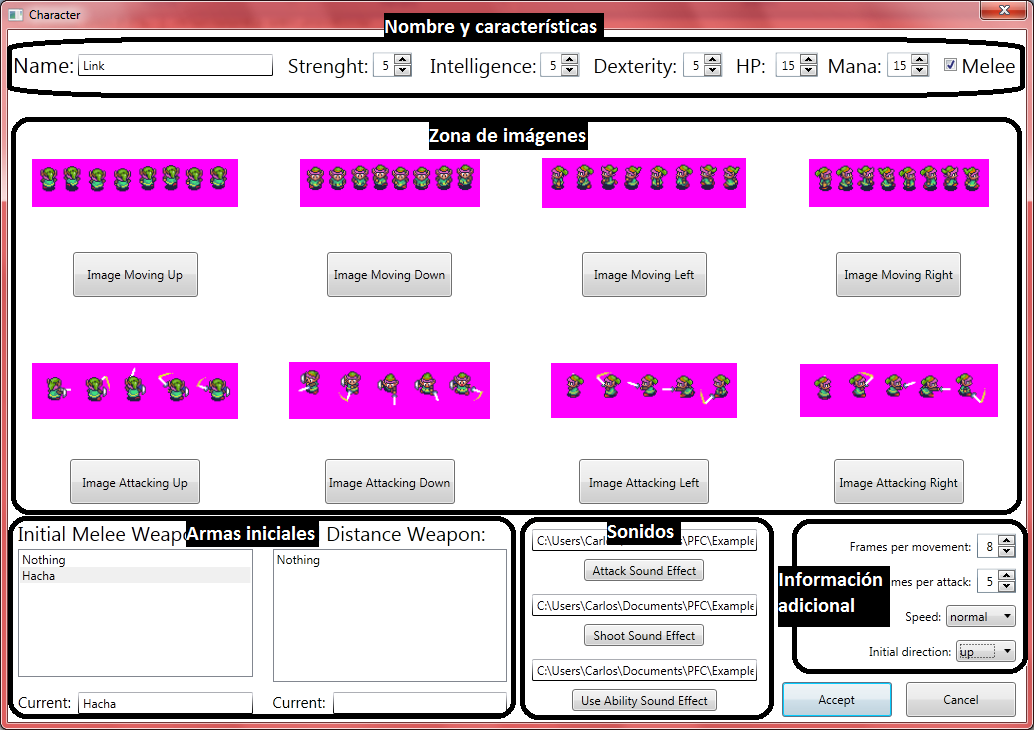 Character
Nombre y características
Name: Link Strenght: 5 Intelligence: 5 Dexterity: 5 HP: 15 Mana: 15 Melee
Zona de imágenes
Image Moving Up Image Moving Down Image Moving Left Image Moving Right
Image Attacking Up Image Attacking Down Image Attacking Left Image Attacking Right
Initial Melee Armas iniciales Distance Weapon:
Nothing
Hacha
Nothing
Current: Hacha
Current:
Sonidos
C:\Users\Carlo s\PFC\Example
Attack Sound Effect
C:\Users\Carlos\Documents\PFC\Example
Shoot Sound Effect
C:\Users\Carlos\Documents\PFC\Example
Use Ability Sound Effect
Información
adicional
Frames per movement: 8
mes per attack: 5
Speed: normal
Initial direction: up
Accept Cancel